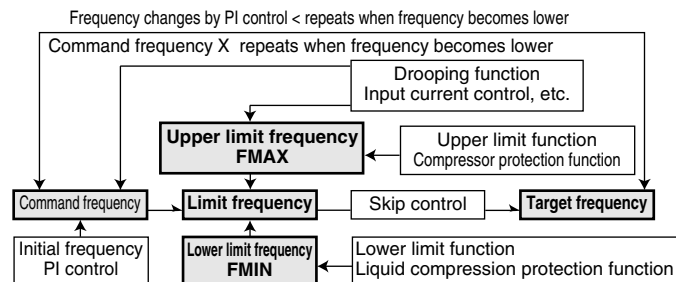 Frequency changes by PI control < repeats when frequency becomes lower
Command frequency X repeats when frequency becomes lower
Drooping function
Input current control, etc.
Upper limit frequency
FMAX
Upper limit function
Compressor protection function
Command frequency
Limit frequency
Skip control
Target frequency
Initial frequency
PI control
Lower limit frequency
FMIN
Lower limit function
Liquid compression protection function